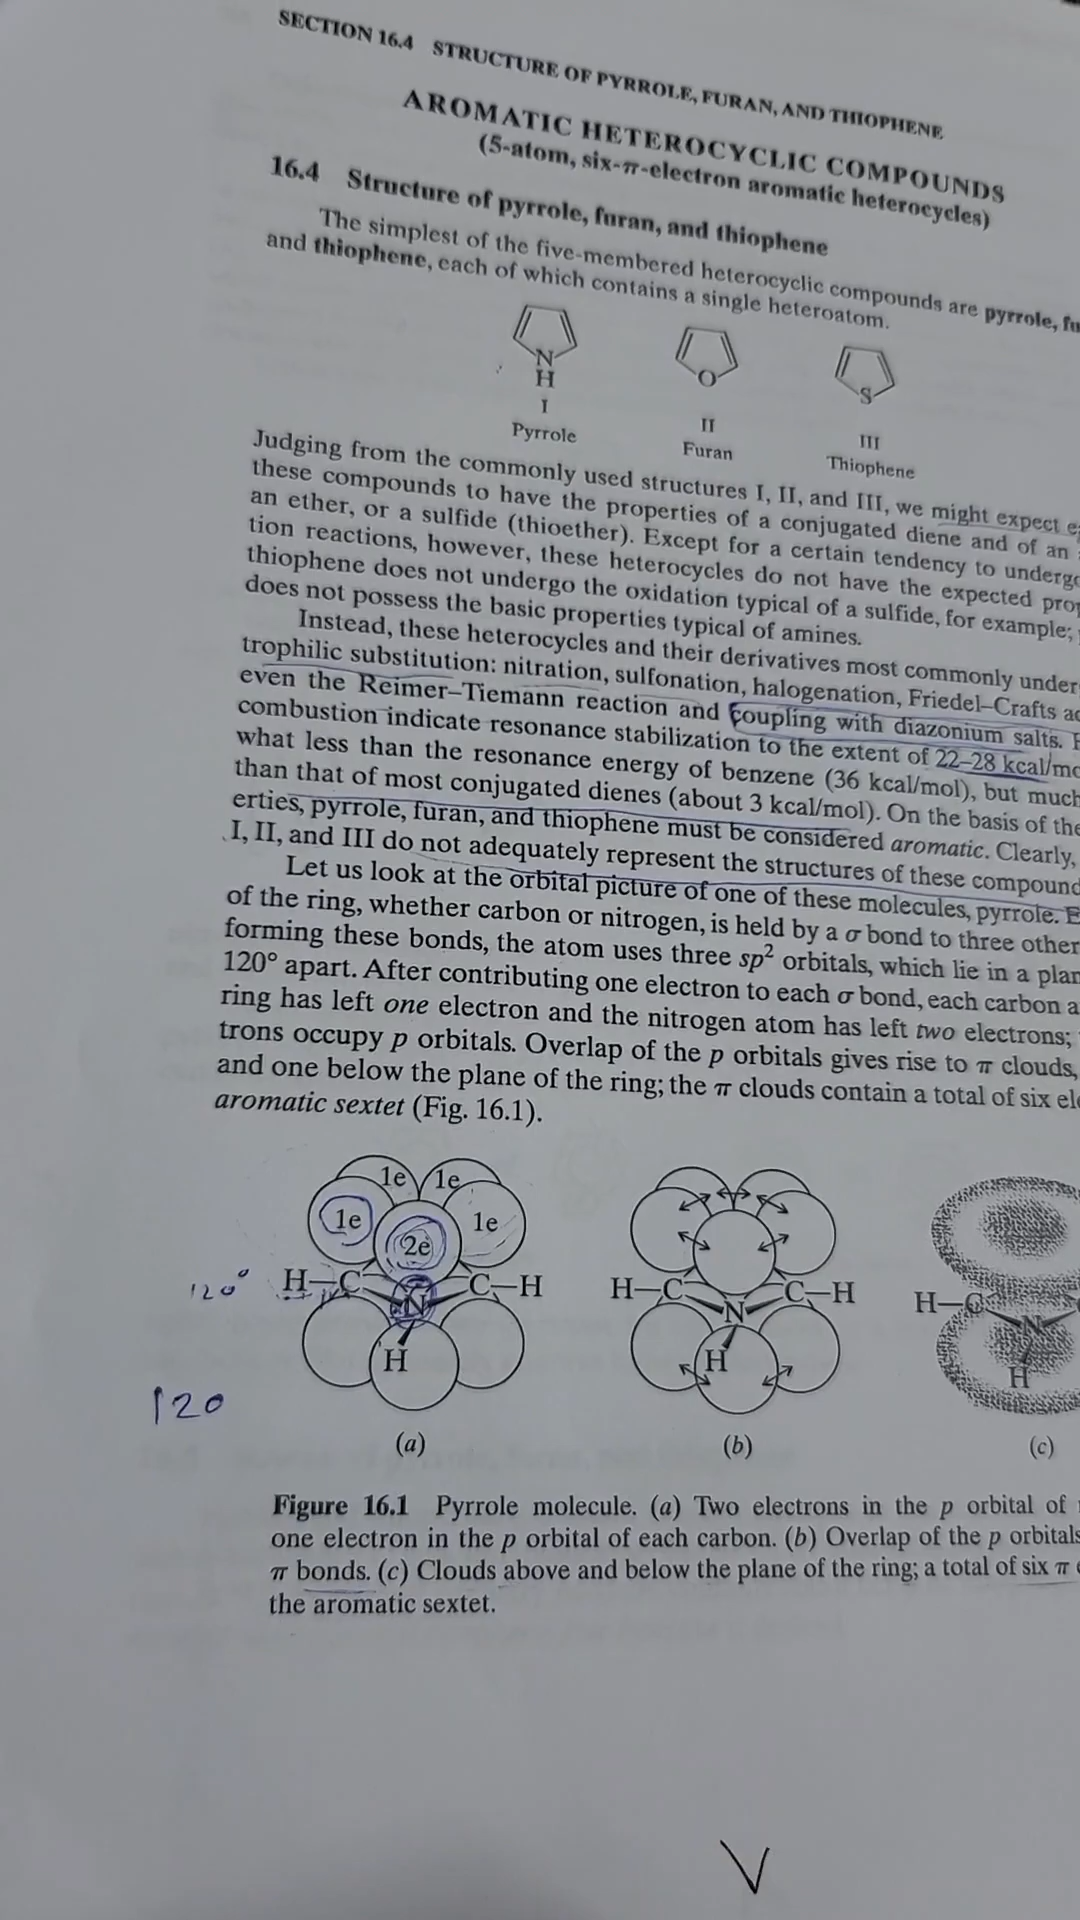 SECTION 16.4 STRUCTURE OF PYRROLE, FURAN, AND THIOPHENE
AROMATIC HETEROCYCLIC COMPOUNDS
(5-atom, six-π-electron aromatic heterocycles)
16.4 Structure of pyrrole, furan, and thiophene
The simplest of the five-membered heterocyclic compounds are pyrrole, fu
and thiophene, each of which contains a single heteroatom.
N O S
H
I II III
Pyrrole Furan Thiophene
Judging from the commonly used structures I, II, and III, we might expect e
these compounds to have the properties of a conjugated diene and of an
an ether, or a sulfide (thioether). Except for a certain tendency to undergo
tion reactions, however, these heterocycles do not have the expected prop
thiophene does not undergo the oxidation typical of a sulfide, for example;
does not possess the basic properties typical of amines.
Instead, these heterocycles and their derivatives most commonly under
trophilic substitution: nitration, sulfonation, halogenation, Friedel–Crafts ac
even the Reimer–Tiemann reaction and coupling with diazonium salts.
combustion indicate resonance stabilization to the extent of 22–28 kcal/mo
what less than the resonance energy of benzene (36 kcal/mol), but much
than that of most conjugated dienes (about 3 kcal/mol). On the basis of the
erties, pyrrole, furan, and thiophene must be considered aromatic. Clearly,
I, II, and III do not adequately represent the structures of these compound
Let us look at the orbital picture of one of these molecules, pyrrole. E
of the ring, whether carbon or nitrogen, is held by a σ bond to three other
forming these bonds, the atom uses three sp² orbitals, which lie in a plan
120° apart. After contributing one electron to each σ bond, each carbon a
ring has left one electron and the nitrogen atom has left two electrons;
trons occupy p orbitals. Overlap of the p orbitals gives rise to π clouds,
and one below the plane of the ring; the π clouds contain a total of six ele
aromatic sextet (Fig. 16.1).
1e 1e
1e 2e 1e
120° H–C C–H H–C C–H H–C
N N N
H H H
120
(a) (b) (c)
Figure 16.1 Pyrrole molecule. (a) Two electrons in the p orbital of
one electron in the p orbital of each carbon. (b) Overlap of the p orbitals
π bonds. (c) Clouds above and below the plane of the ring; a total of six π e
the aromatic sextet.
V